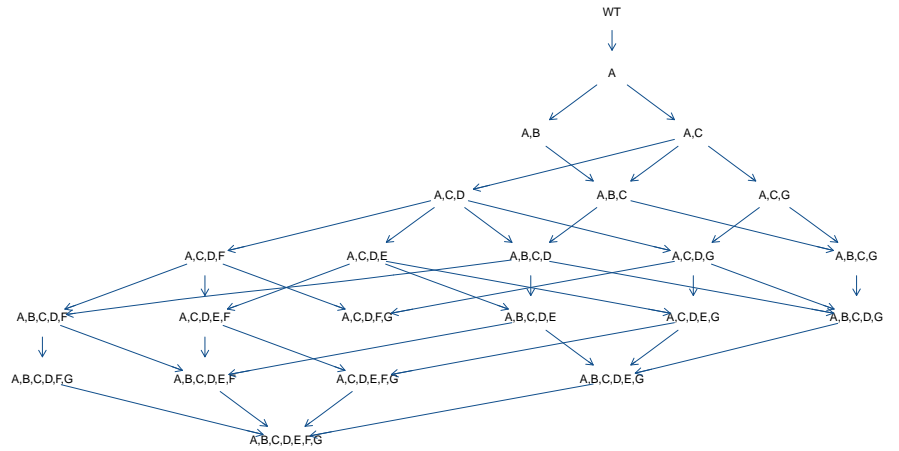 WT
A
A,B
A,C
A,C,D
A,B,C
A,C,G
A,C,D,F
A,C,D,E
A,B,C,D
A,C,D,G
A,B,C,G
A,B,C,D,F
A,C,D,E,F
A,C,D,F,G
A,B,C,D,E
A,C,D,E,G
A,B,C,D,G
A,B,C,D,F,G
A,B,C,D,E,F
A,C,D,E,F,G
A,B,C,D,E,G
A,B,C,D,E,F,G